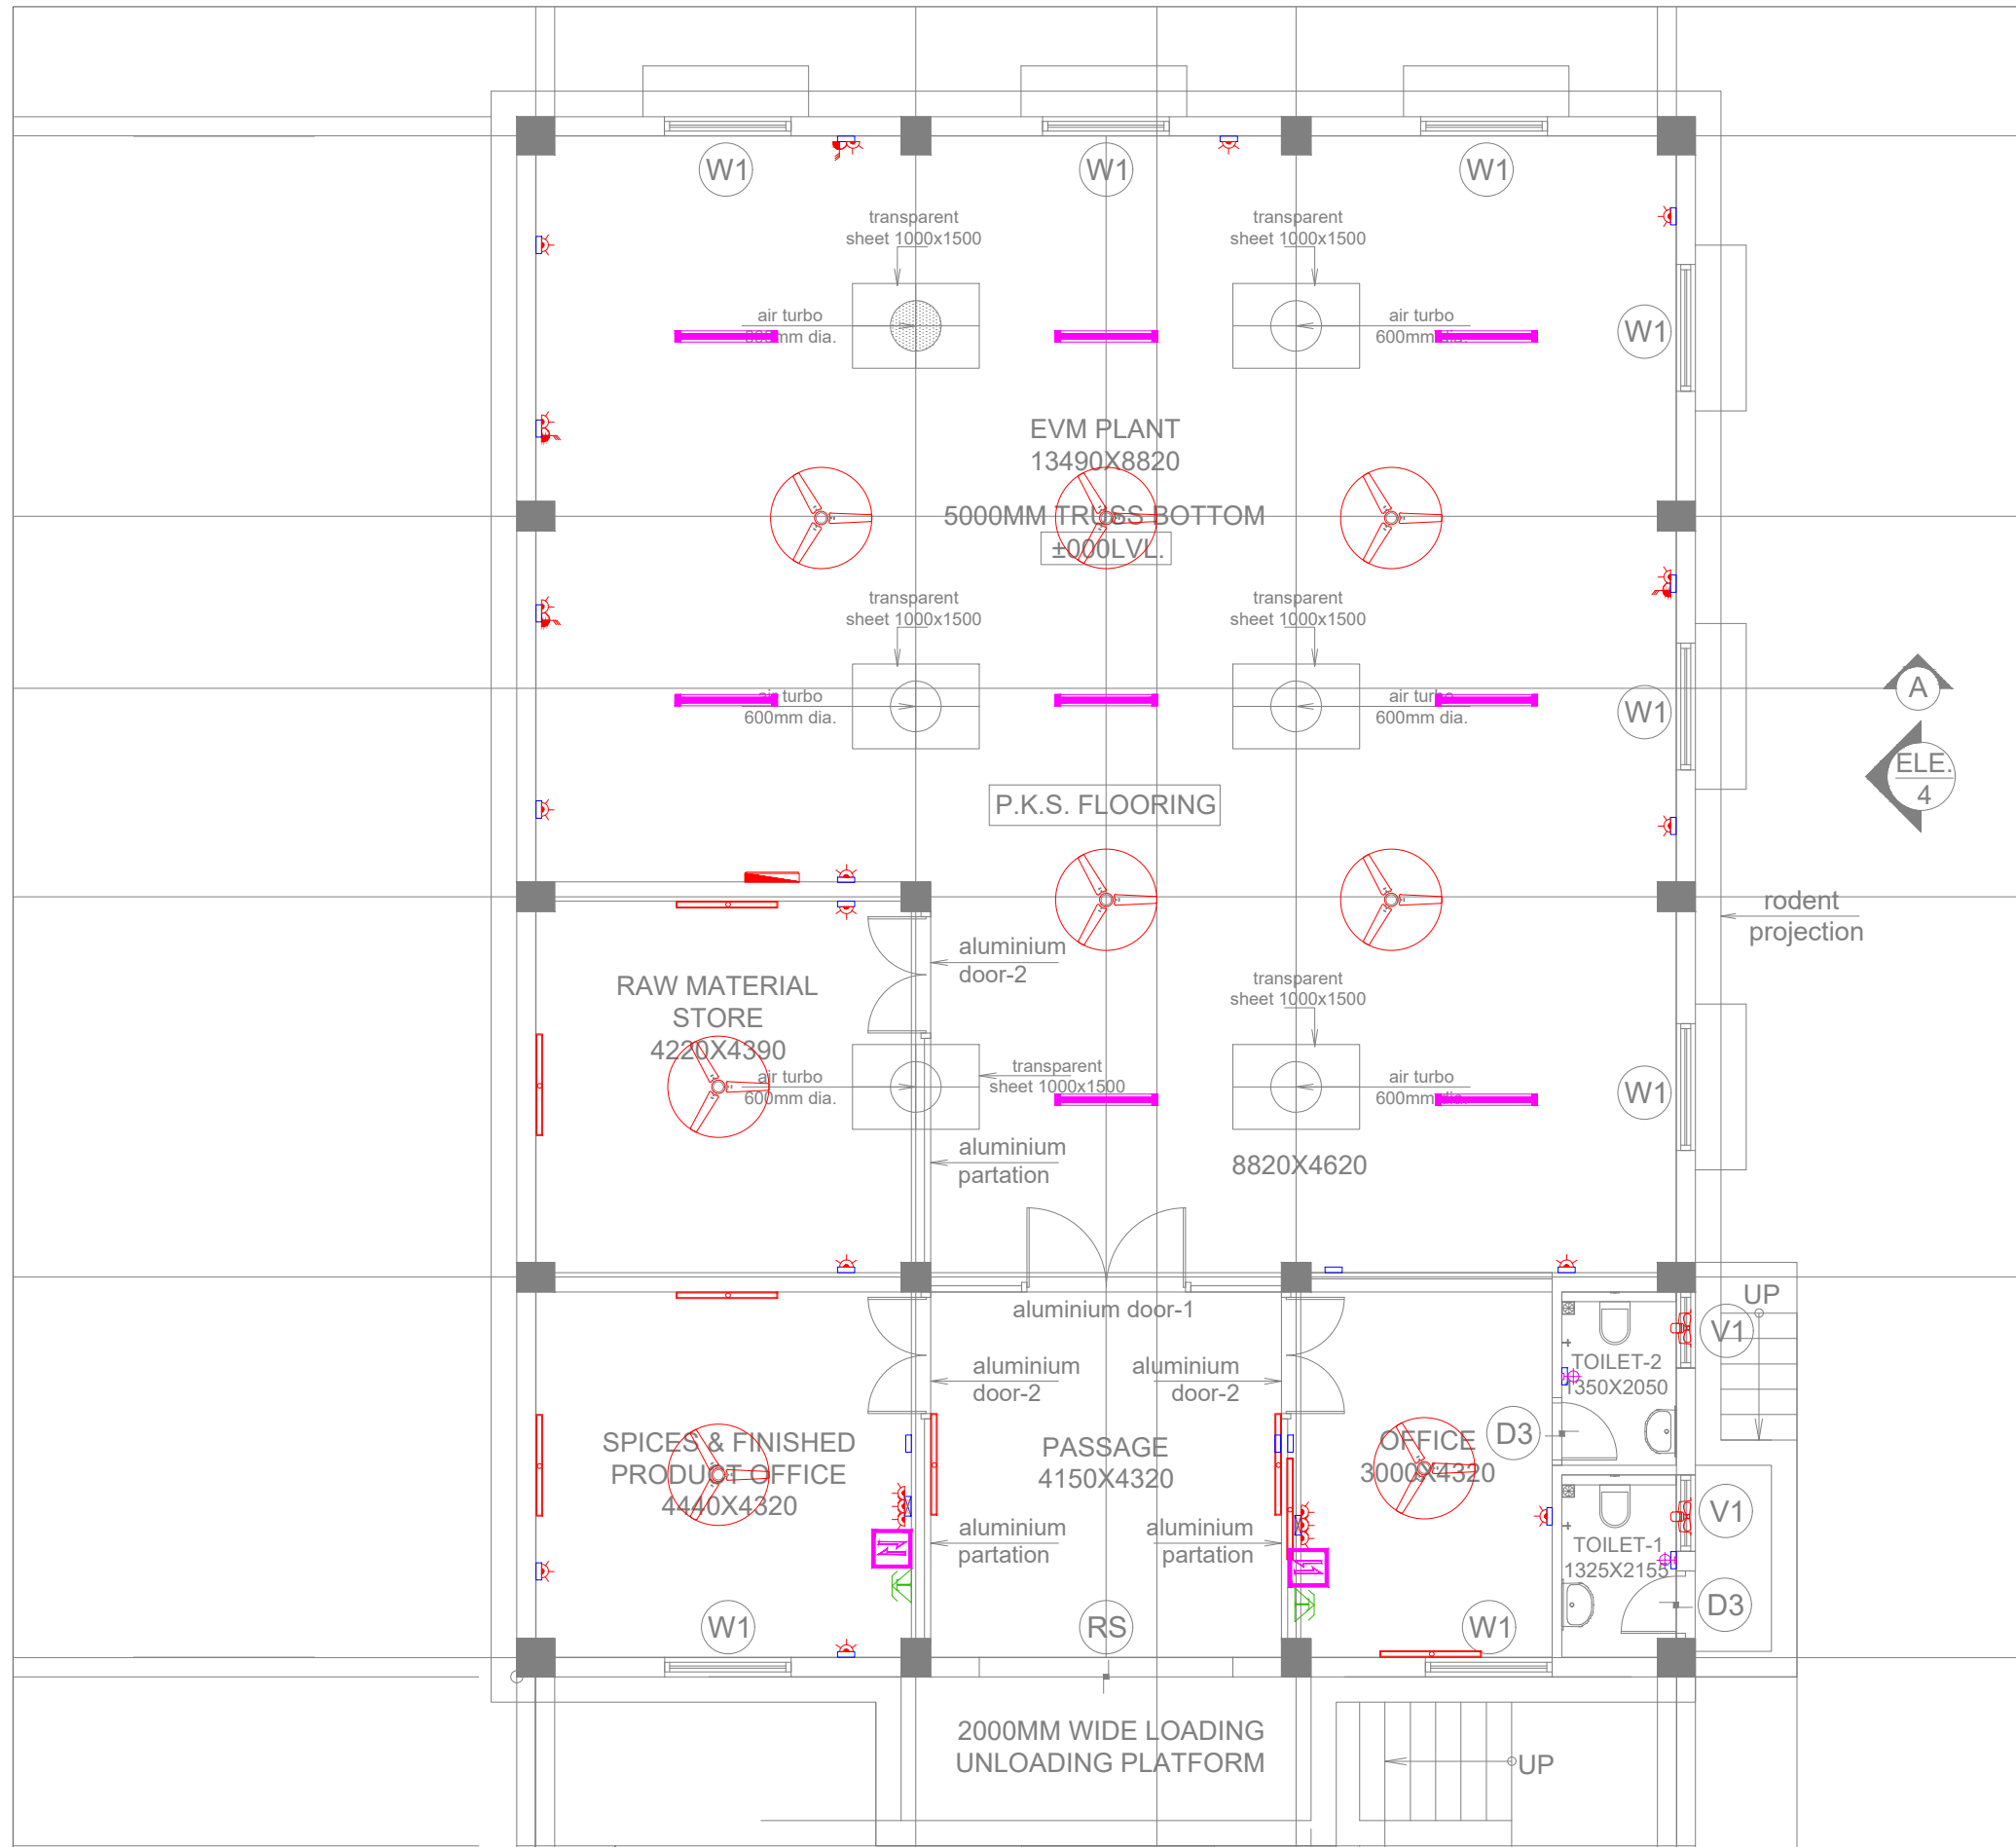 W1
W1
W1
transparent
sheet 1000x1500
transparent
sheet 1000x1500
air turbo
air turbo
600mm dia.
W1
EVM PLANT
13490X8820
5000MM TRUSS BOTTOM
±000LVL.
transparent
sheet 1000x1500
transparent
sheet 1000x1500
air turbo
600mm dia.
air turbo
600mm dia.
W1
A
ELE.
4
P.K.S. FLOORING
rodent
projection
aluminium
door-2
RAW MATERIAL
STORE
4220X4390
transparent
sheet 1000x1500
air turbo
600mm dia.
transparent
sheet 1000x1500
air turbo
600mm dia.
W1
aluminium
partation
8820X4620
aluminium door-1
UP
V1
aluminium
door-2
aluminium
door-2
TOILET-2
1350X2050
SPICES & FINISHED
PRODUCT OFFICE
4440X4320
PASSAGE
4150X4320
OFFICE
3000X4320
D3
V1
aluminium
partation
aluminium
partation
TOILET-1
1325X2155
D3
W1
RS
W1
2000MM WIDE LOADING
UNLOADING PLATFORM
UP